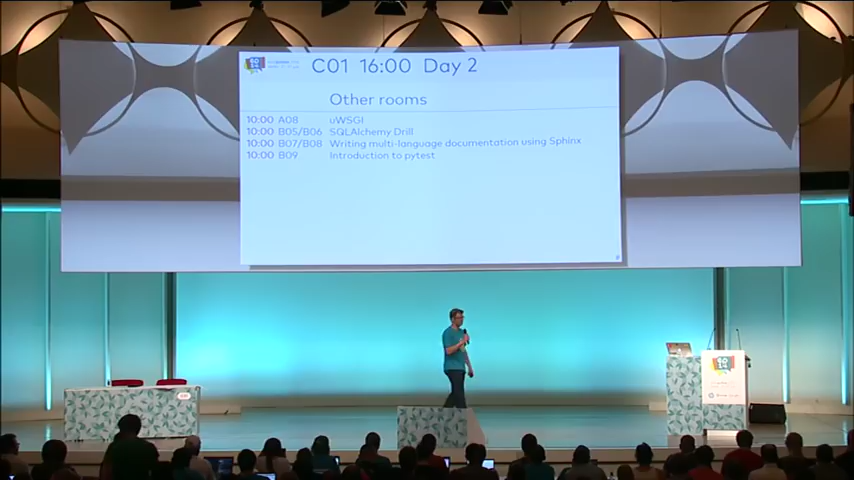 C01 16:00 Day 2
Other rooms
10:00 A08 uWSGI
10:00 B05/B06 SQLAlchemy Drill
10:00 B07/B08 Writing multi-language documentation using Sphinx
10:00 B09 Introduction to pytest